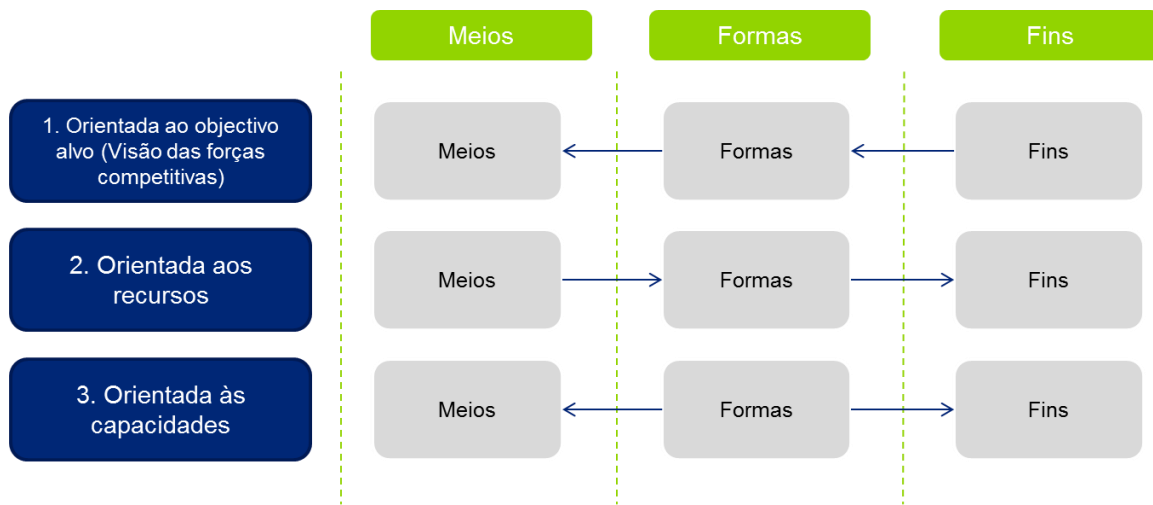 Meios
Formas
Fins
1. Orientada ao objectivo
alvo (Visão das forças
competitivas)
Meios
Formas
Fins
2. Orientada aos
recursos
Meios
Formas
Fins
3. Orientada às
capacidades
Meios
Formas
Fins